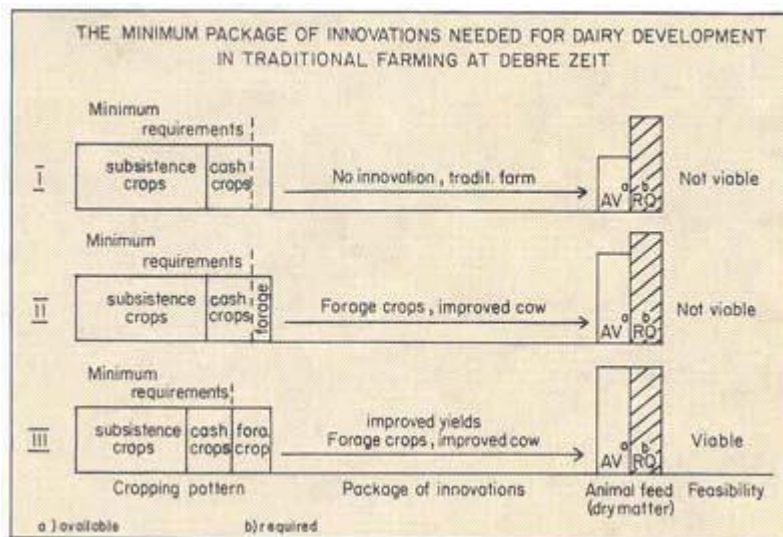 THE MINIMUM PACKAGE OF INNOVATIONS NEEDED FOR DAIRY DEVELOPMENT
IN TRADITIONAL FARMING AT DEBRE ZEIT
Minimum
requirements
I
subsistence
crops
cash
crops
No innovation, tradit. farm
AV a
RQ b
Not viable
Minimum
requirements
II
subsistence
crops
cash
crops
forage
Forage crops, improved cow
AV a
RQ b
Not viable
Minimum
requirements
III
subsistence
crops
cash
crops
fora.
crop
improved yields
Forage crops, improved cow
AV a
RQ b
Viable
Cropping pattern
Package of innovations
Animal feed
(dry matter)
Feasibility
a ) available
b) required